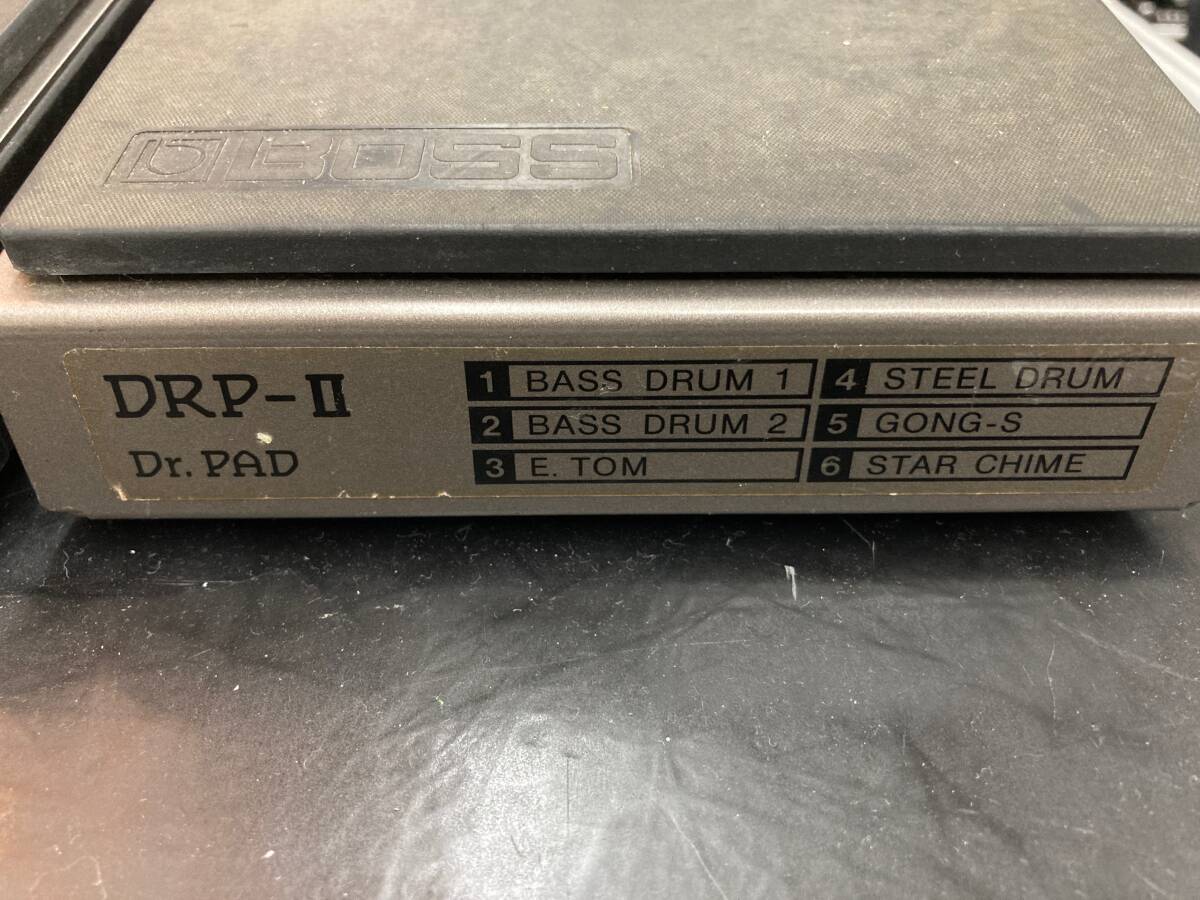 BOSS
DRP-II
Dr. PAD
1 BASS DRUM 1
2 BASS DRUM 2
3 E. TOM
4 STEEL DRUM
5 GONG-S
6 STAR CHIME